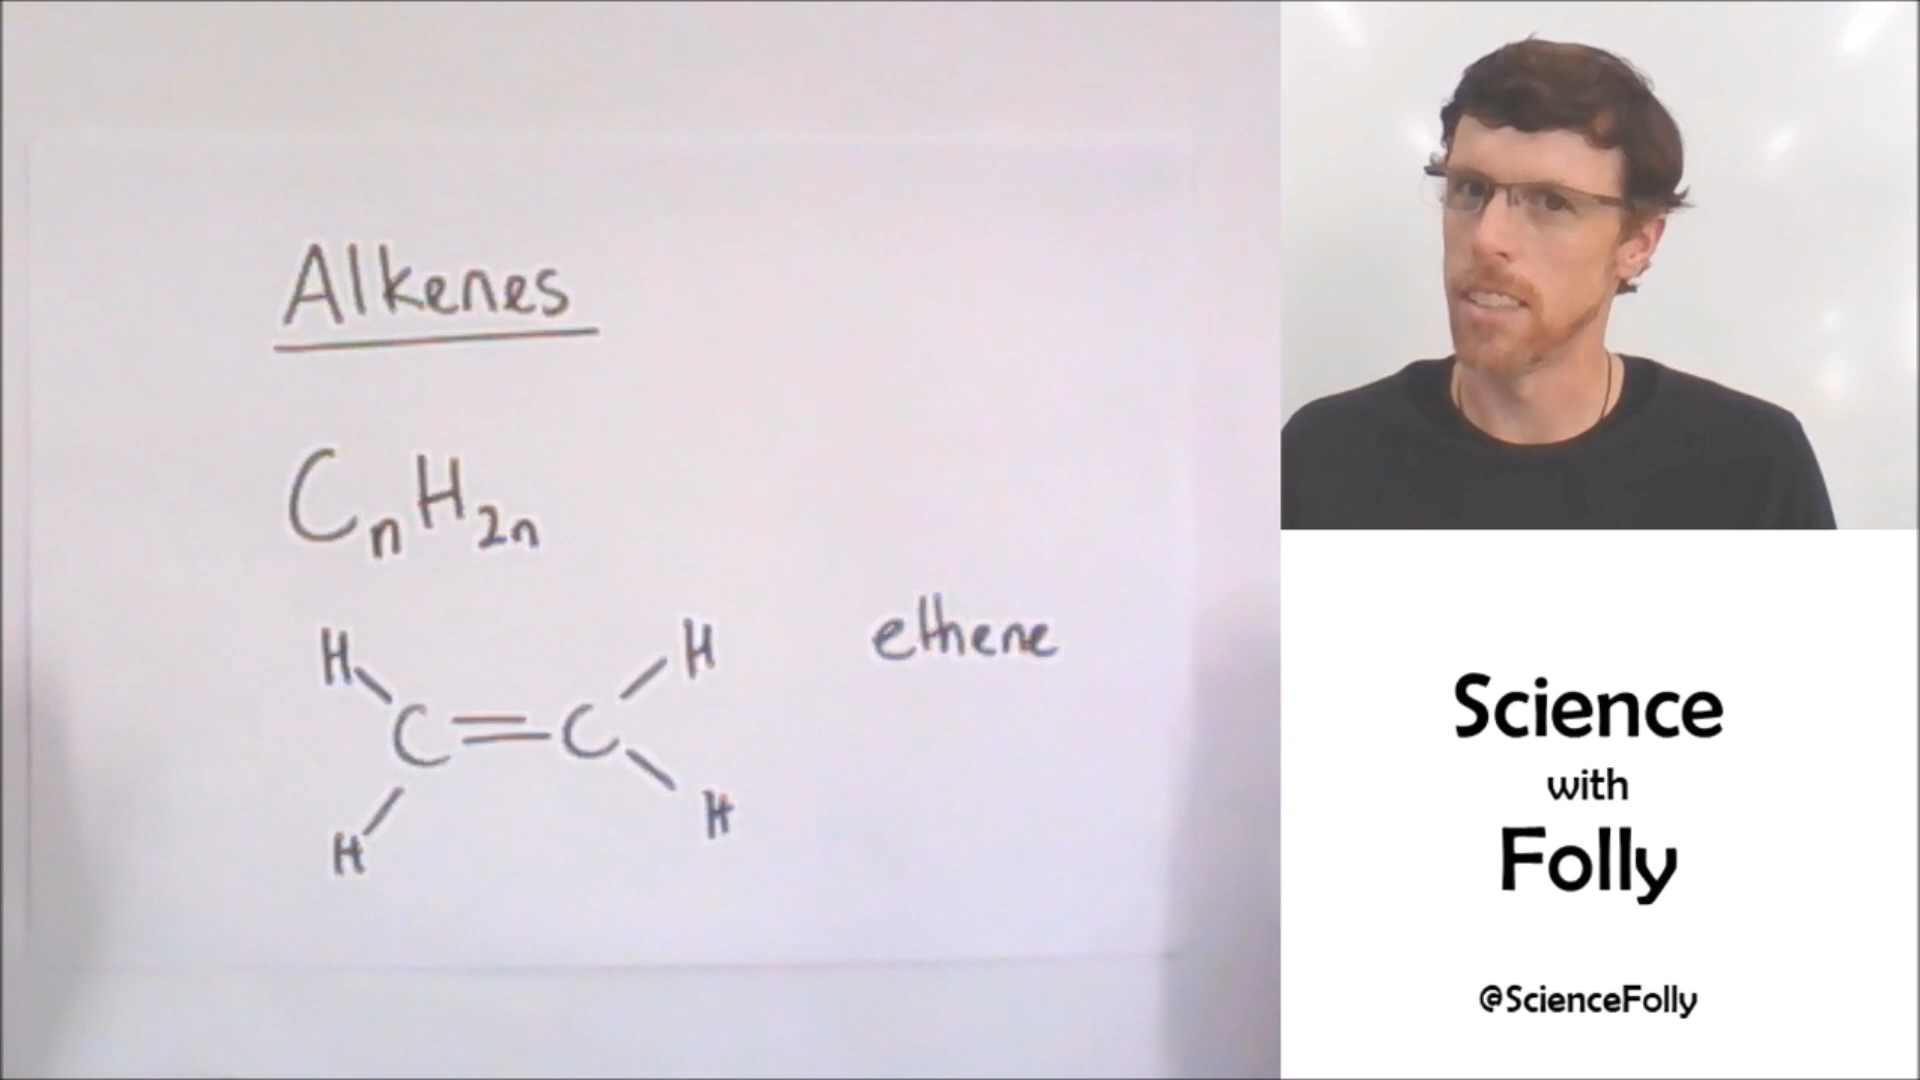 Alkenes
CₙH₂ₙ
H H ethene
C=C
H
H
Science
with
Folly
@ScienceFolly